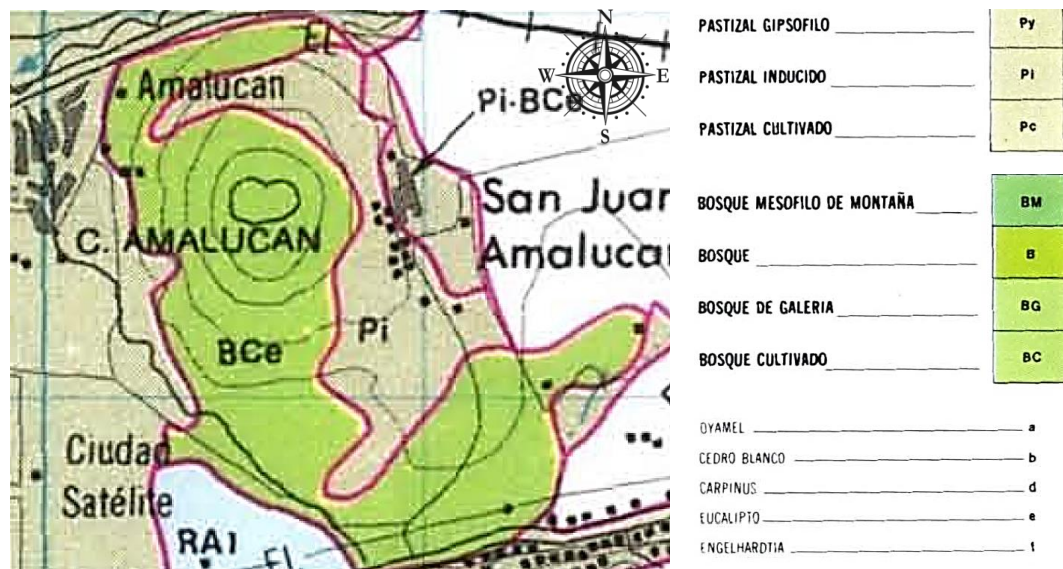 EL
Amalucan
Pi-BCe
N
W
E
S
San Juan
Amaluca
C. AMALUCAN
Pi
BCe
Ciudad
Satélite
RA1
EL
PASTIZAL GIPSOFILO Py
PASTIZAL INDUCIDO Pi
PASTIZAL CULTIVADO Pc
BOSQUE MESOFILO DE MONTAÑA BM
BOSQUE B
BOSQUE DE GALERIA BG
BOSQUE CULTIVADO BC
OYAMEL a
CEDRO BLANCO b
CARPINUS d
EUCALIPTO e
ENGELHARDTIA f